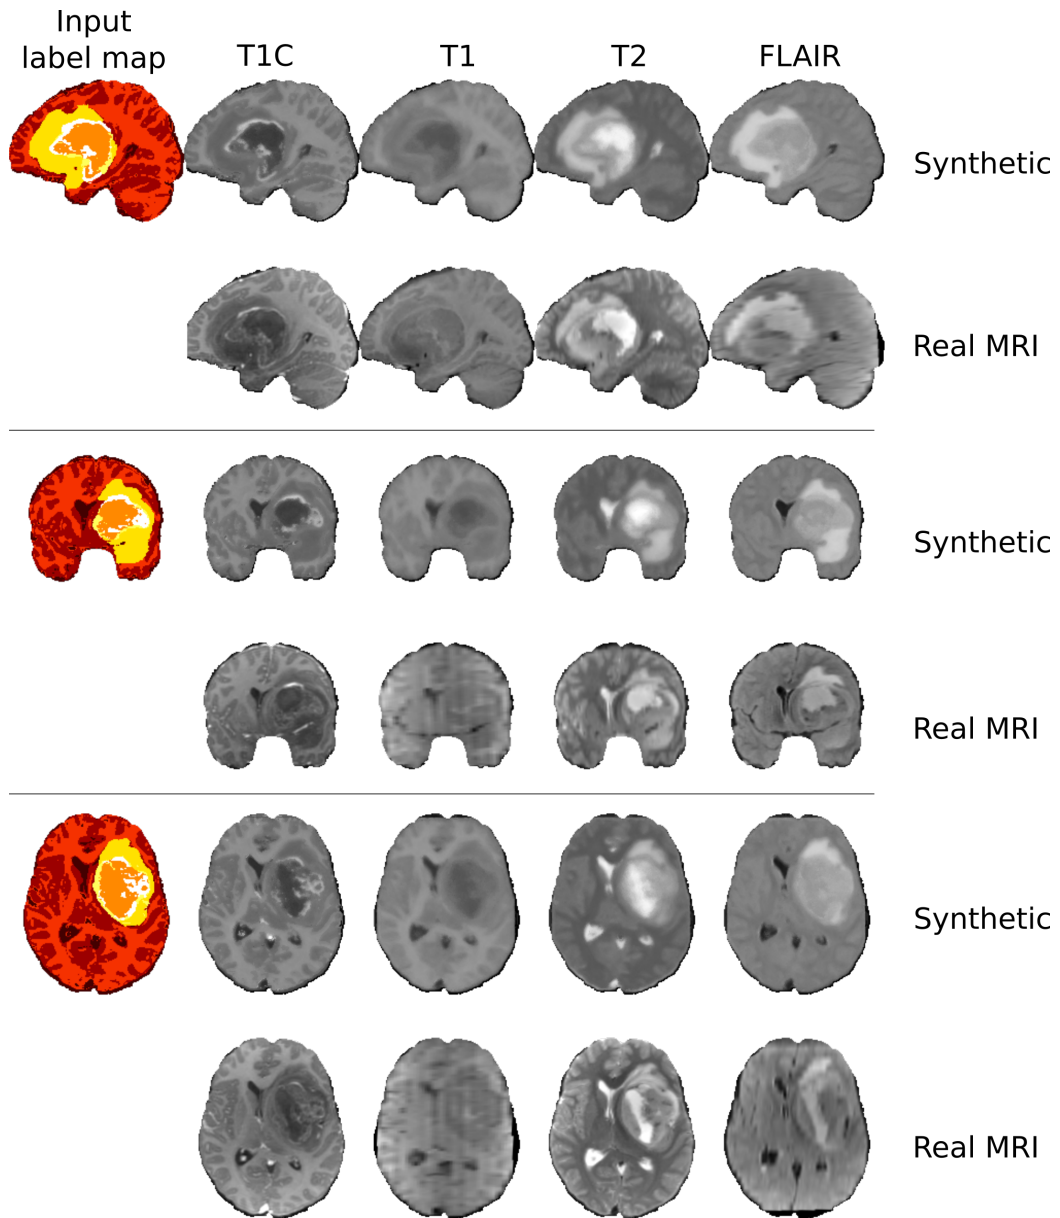 Input
label map
T1C
T1
T2
FLAIR
Synthetic
Real MRI
Synthetic
Real MRI
Synthetic
Real MRI